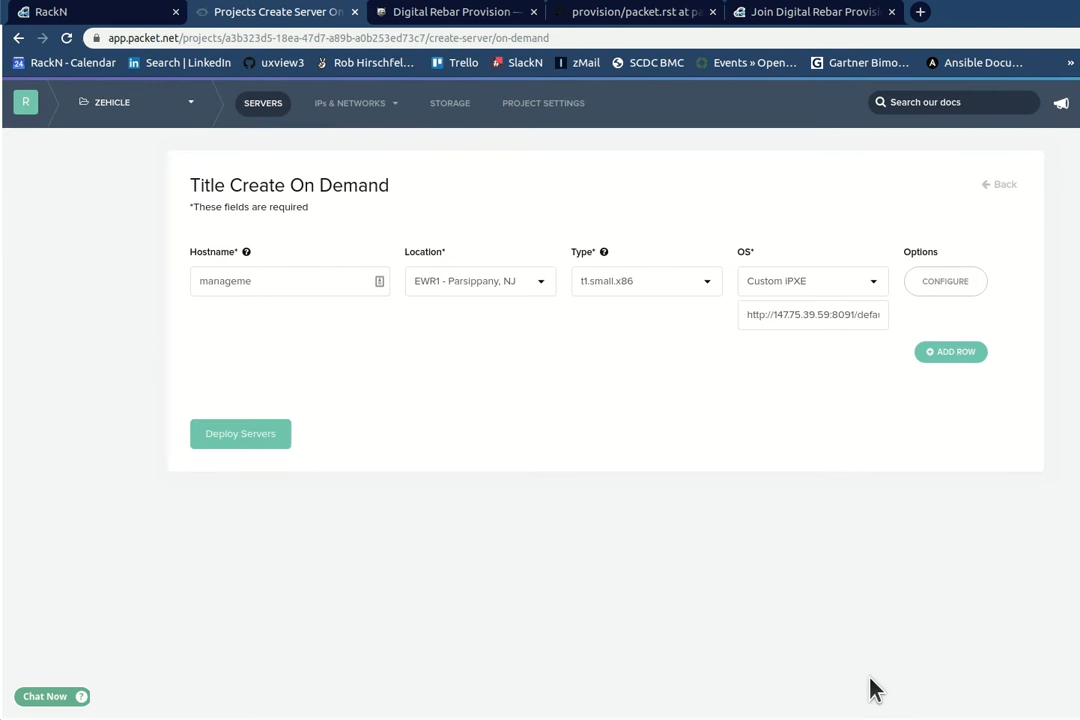 RackN
Projects Create Server On
Digital Rebar Provision —
provision/packet.rst at p
Join Digital Rebar Provisi
app.packet.net/projects/a3b323d5-18ea-47d7-a89b-a0b253ed73c7/create-server/on-demand
24 RackN - Calendar
in Search | LinkedIn
uxview3
Rob Hirschfel...
Trello
SlackN
zMail
SCDC BMC
Events » Open...
G Gartner Bimo...
A Ansible Docu...
»
R
ZEHICLE
SERVERS
IPs & NETWORKS
STORAGE
PROJECT SETTINGS
Search our docs
Title Create On Demand
Back
*These fields are required
Hostname* ?
Location*
Type* ?
OS*
Options
manageme
EWR1 - Parsippany, NJ
t1.small.x86
Custom iPXE
CONFIGURE
http://147.75.39.59:8091/defau
ADD ROW
Deploy Servers
Chat Now ?